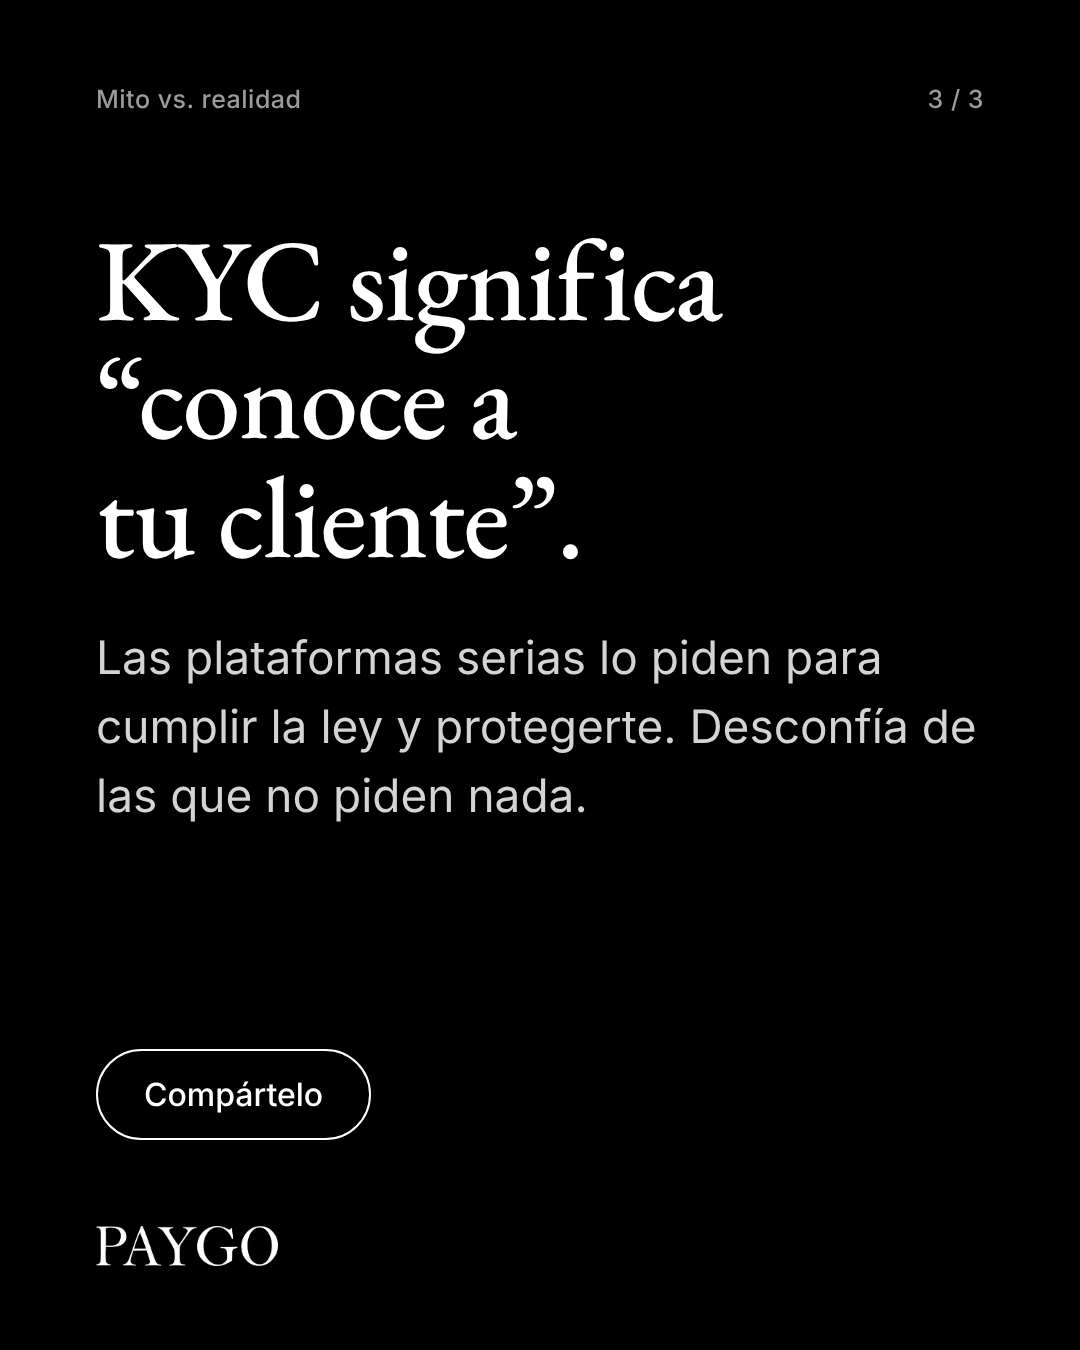 Mito vs. realidad
3 / 3
KYC significa
“conoce a
tu cliente”.
Las plataformas serias lo piden para
cumplir la ley y protegerte. Desconfía de
las que no piden nada.
Compártelo
PAYGO